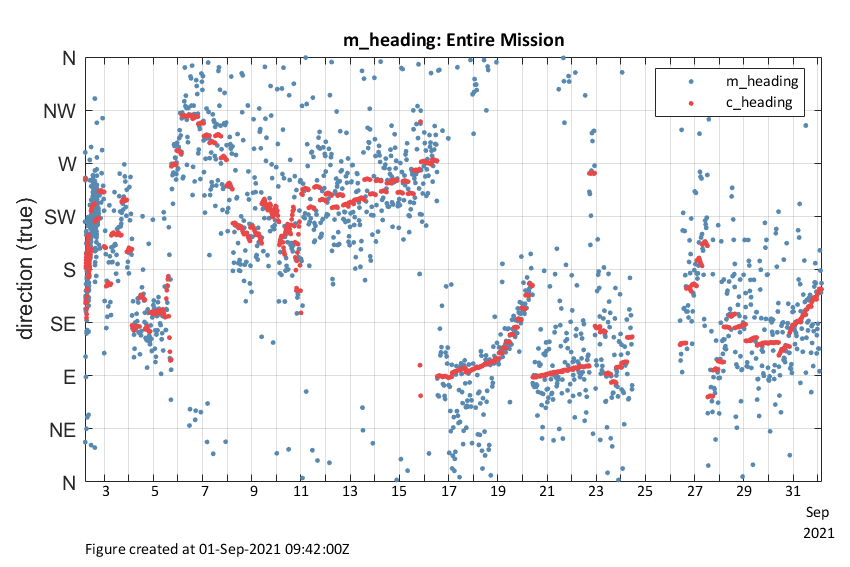 m_heading: Entire Mission
N
NW
W
SW
S
SE
E
NE
N
direction (true)
m_heading
c_heading
3 5 7 9 11 13 15 17 19 21 23 25 27 29 31
Sep
2021
Figure created at 01-Sep-2021 09:42:00Z